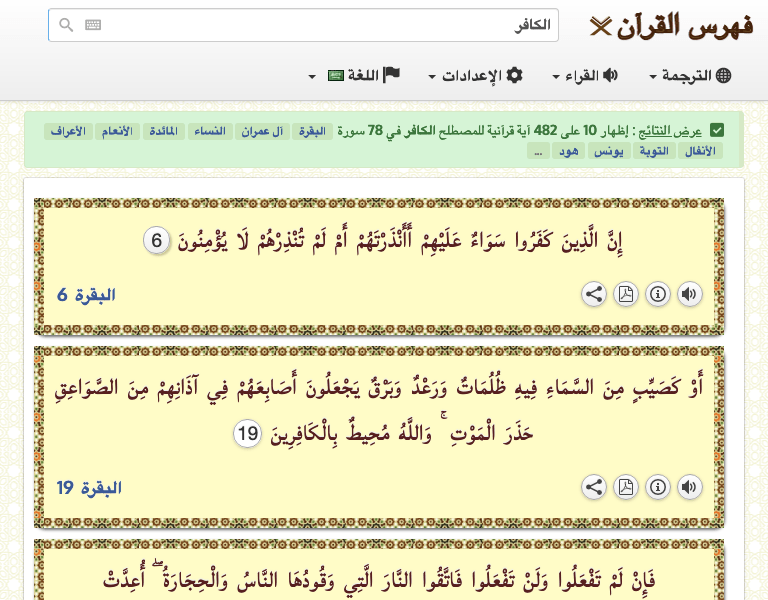 فهرس القرآن
الكافر
الترجمة القراء الإعدادات اللغة
عرض النتائج : إظهار 10 على 482 آية قرآنية للمصطلح الكافر في 78 سورة البقرة آل عمران النساء المائدة الأنعام الأعراف
الأنفال التوبة يونس هود ...
إِنَّ الَّذِينَ كَفَرُوا سَوَاءٌ عَلَيْهِمْ أَأَنْذَرْتَهُمْ أَمْ لَمْ تُنْذِرْهُمْ لَا يُؤْمِنُونَ 6
البقرة 6
أَوْ كَصَيِّبٍ مِنَ السَّمَاءِ فِيهِ ظُلُمَاتٌ وَرَعْدٌ وَبَرْقٌ يَجْعَلُونَ أَصَابِعَهُمْ فِي آذَانِهِمْ مِنَ الصَّوَاعِقِ
حَذَرَ الْمَوْتِ ۚ وَاللَّهُ مُحِيطٌ بِالْكَافِرِينَ 19
البقرة 19
فَإِنْ لَمْ تَفْعَلُوا وَلَنْ تَفْعَلُوا فَاتَّقُوا النَّارَ الَّتِي وَقُودُهَا النَّاسُ وَالْحِجَارَةُ ۖ أُعِدَّتْ